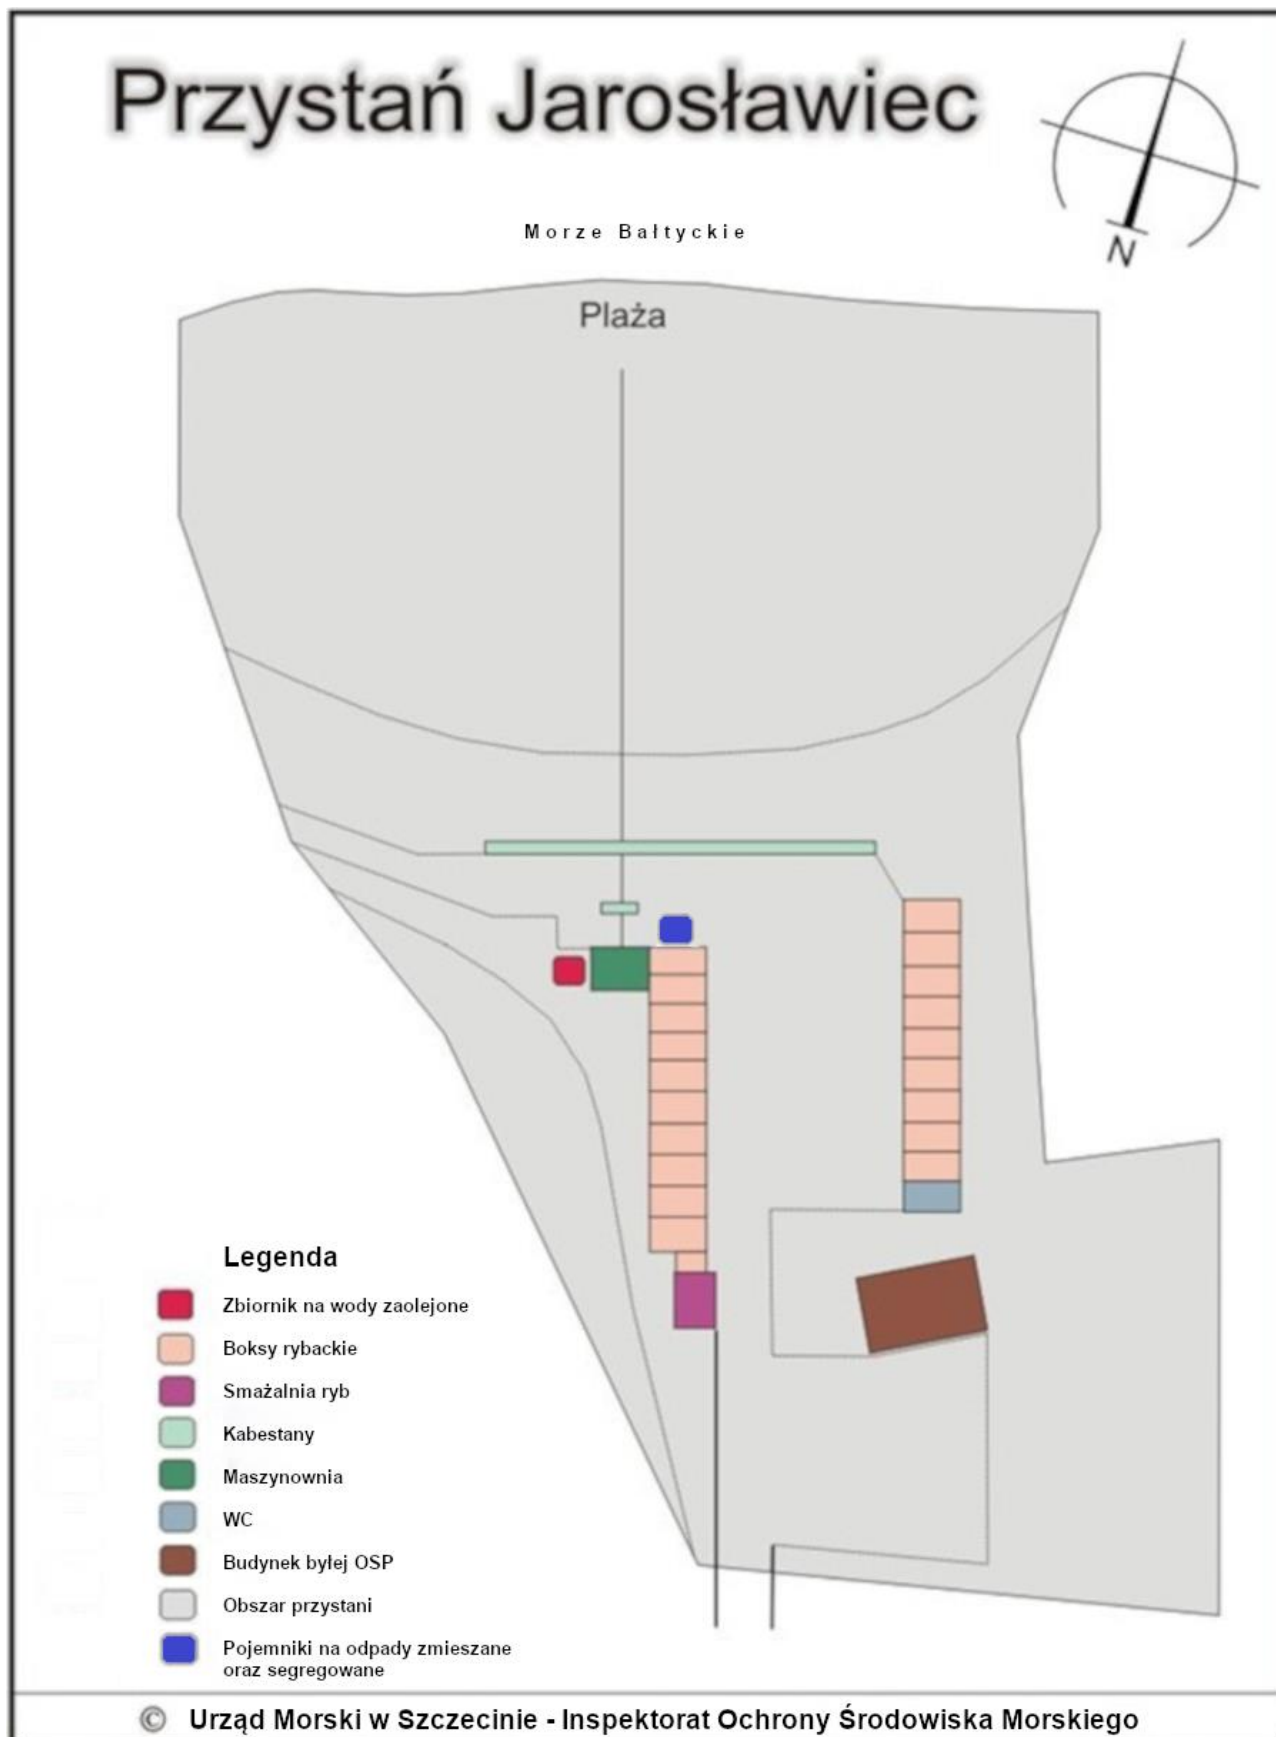 Przystań Jarosławiec
N
Morze Bałtyckie
Plaża
Legenda
Zbiornik na wody zaolejone
Boksy rybackie
Smażalnia ryb
Kabestany
Maszynownia
WC
Budynek byłej OSP
Obszar przystani
Pojemniki na odpady zmieszane
oraz segregowane
© Urząd Morski w Szczecinie - Inspektorat Ochrony Środowiska Morskiego